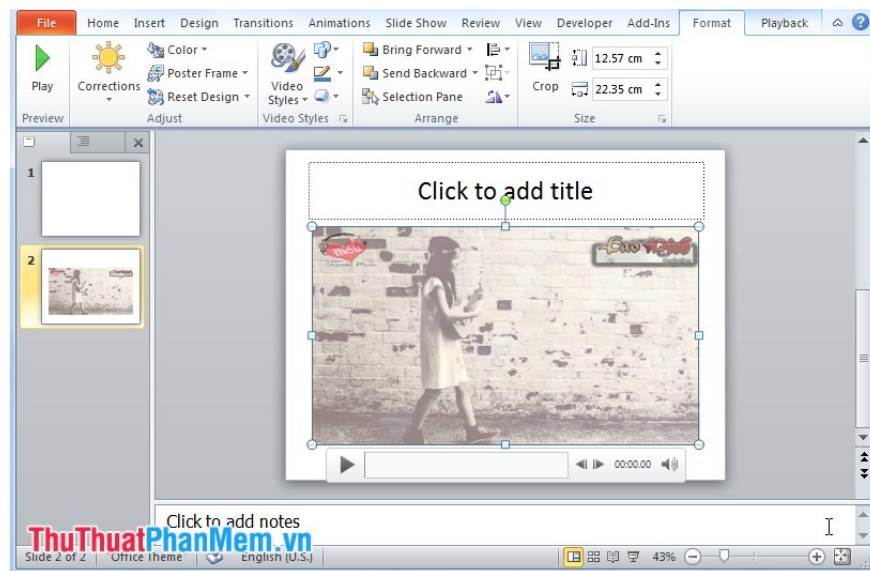 File Home Insert Design Transitions Animations Slide Show Review View Developer Add-Ins Format Playback
Color
Bring Forward
12.57 cm
Poster Frame
Send Backward
Play Corrections
Reset Design
Video Styles
Selection Pane
Crop
22.35 cm
Preview Adjust Video Styles Arrange Size
1
Click to add title
2
00:00.00
Click to add notes
ThuThuatPhanMem.vn
Slide 2 of 2 "Office Theme" English (U.S.) 43%